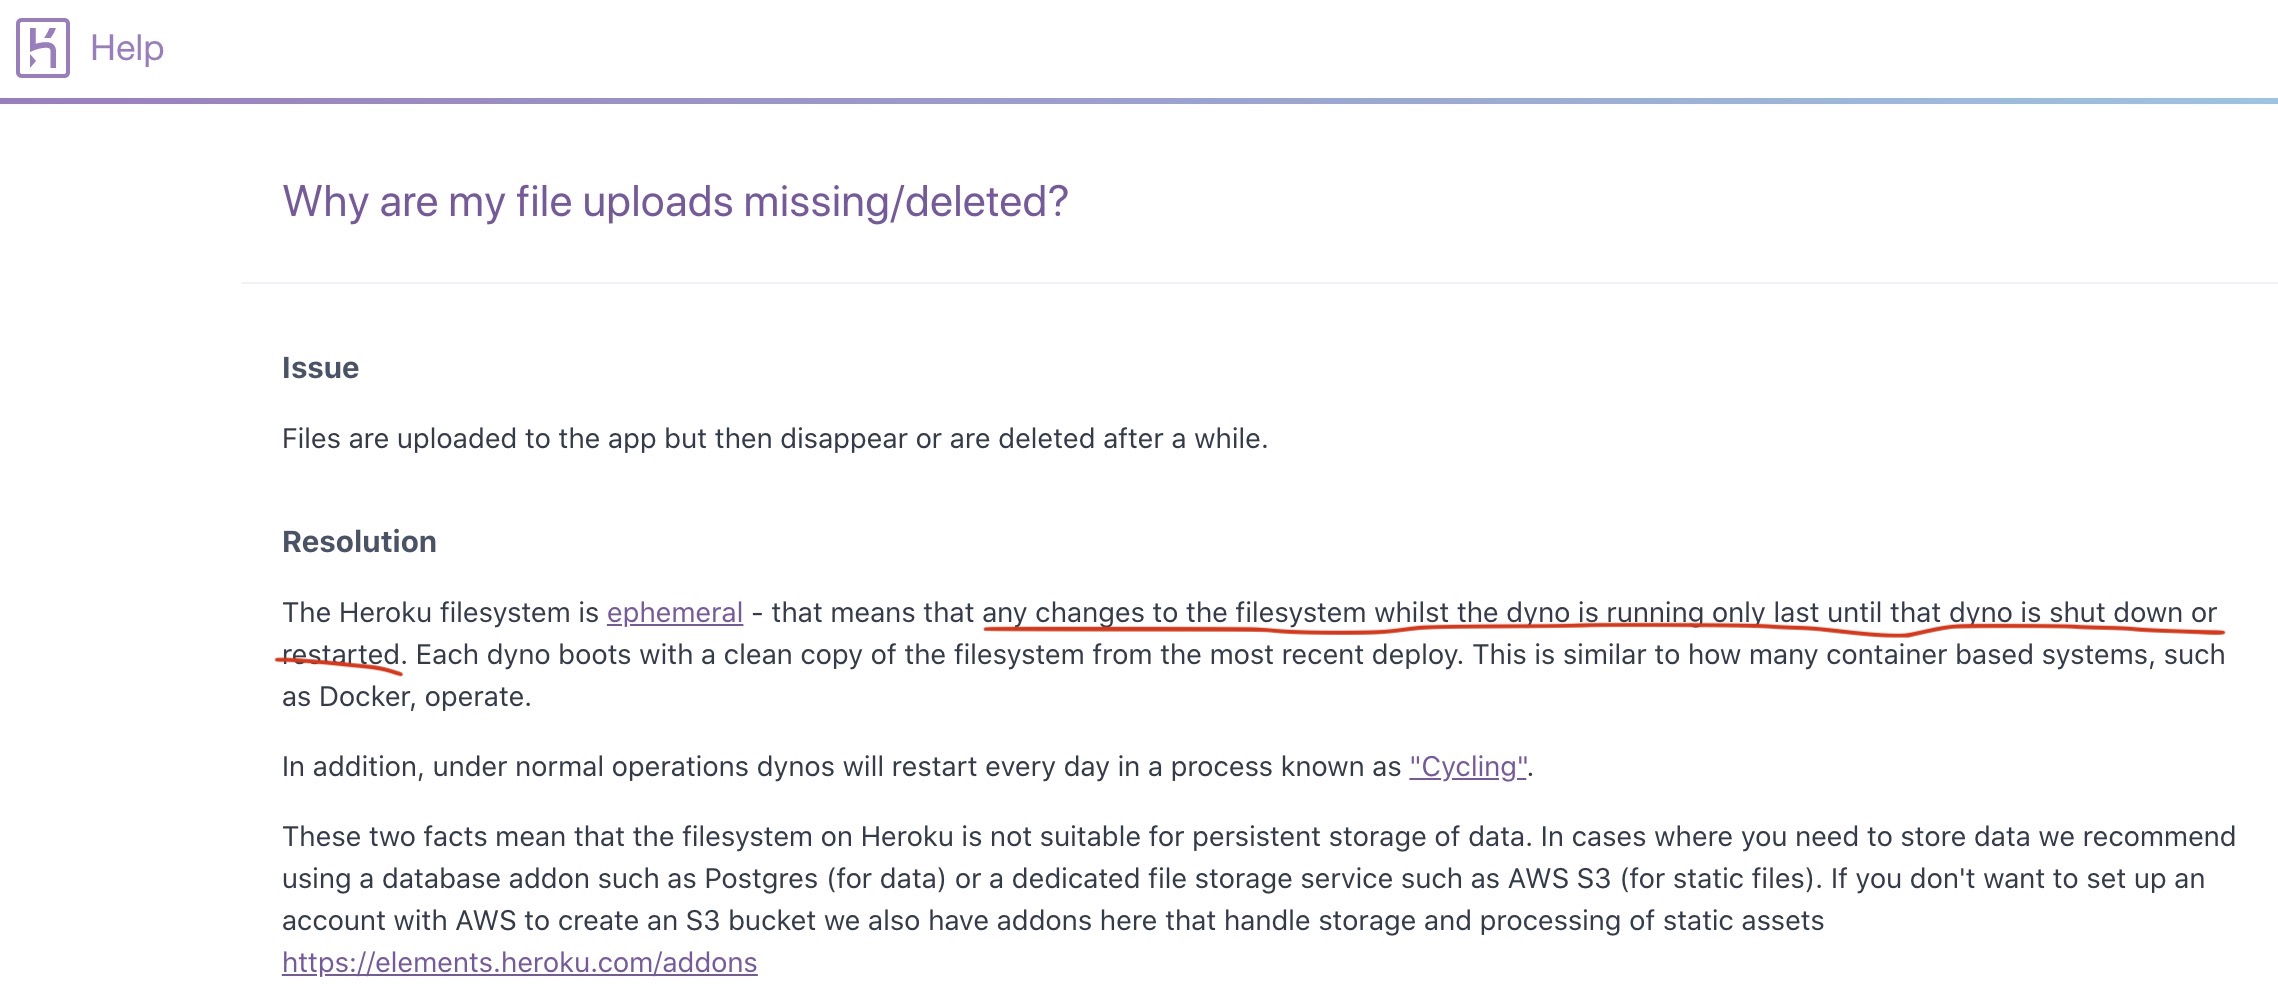 Help
Why are my file uploads missing/deleted?
Issue
Files are uploaded to the app but then disappear or are deleted after a while.
Resolution
The Heroku filesystem is ephemeral - that means that any changes to the filesystem whilst the dyno is running only last until that dyno is shut down or
restarted. Each dyno boots with a clean copy of the filesystem from the most recent deploy. This is similar to how many container based systems, such
as Docker, operate.
In addition, under normal operations dynos will restart every day in a process known as "Cycling".
These two facts mean that the filesystem on Heroku is not suitable for persistent storage of data. In cases where you need to store data we recommend
using a database addon such as Postgres (for data) or a dedicated file storage service such as AWS S3 (for static files). If you don't want to set up an
account with AWS to create an S3 bucket we also have addons here that handle storage and processing of static assets
https://elements.heroku.com/addons